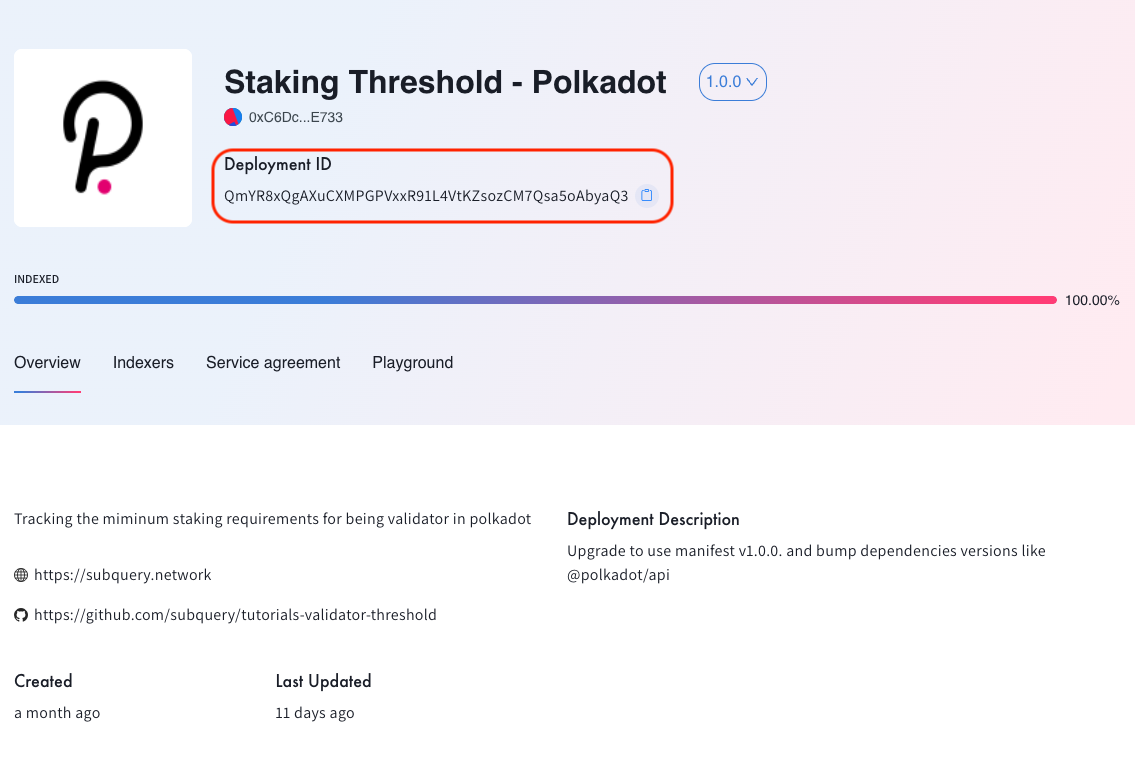 Staking Threshold - Polkadot
1.0.0
0xC6Dc...E733
Deployment ID
QmYR8xQgAXuCXMPGPVxxR91L4VtKZsozCM7Qsa5oAbyaQ3
INDEXED
100.00%
Overview Indexers Service agreement Playground
Tracking the miminum staking requirements for being validator in polkadot
https://subquery.network
https://github.com/subquery/tutorials-validator-threshold
Deployment Description
Upgrade to use manifest v1.0.0. and bump dependencies versions like
@polkadot/api
Created
a month ago
Last Updated
11 days ago